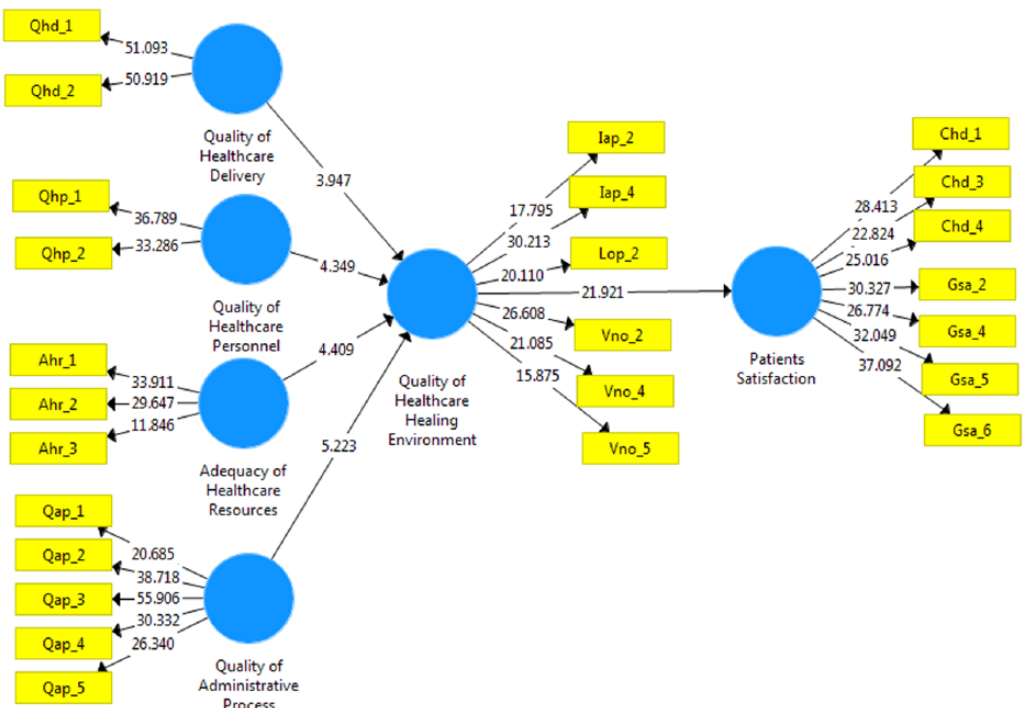 Qhd_1
51.093
50.919
Qhd_2
Quality of
Healthcare
Delivery
3.947
Qhp_1
36.789
33.286
Qhp_2
Quality of
Healthcare
Personnel
4.349
Ahr_1
33.911
Ahr_2
29.647
11.846
Ahr_3
Adequacy of
Healthcare
Resources
4.409
Qap_1
20.685
Qap_2
38.718
Qap_3
55.906
30.332
Qap_4
26.340
Qap_5
Quality of
Administrative
Process
5.223
Quality of
Healthcare
Healing
Environment
Iap_2
17.795
Iap_4
30.213
Lop_2
20.110
21.921
26.608
Vno_2
21.085
Vno_4
15.875
Vno_5
Patients
Satisfaction
Chd_1
28.413
Chd_3
22.824
Chd_4
25.016
Gsa_2
30.327
26.774
Gsa_4
32.049
Gsa_5
37.092
Gsa_6